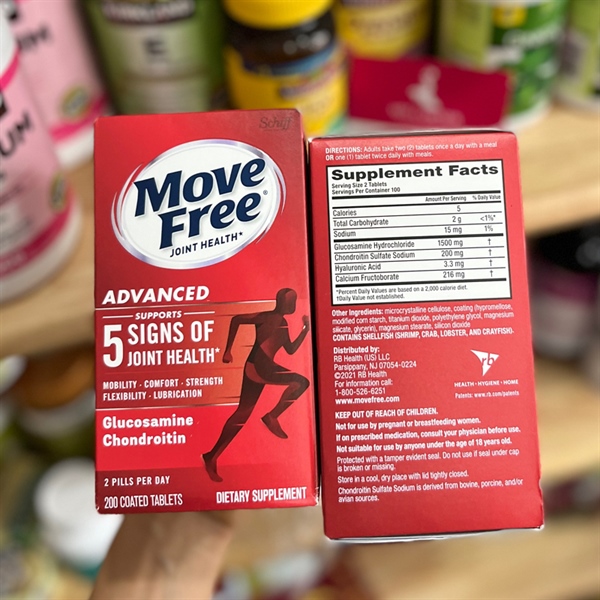 Schiff
Move
Free®
JOINT HEALTH*
ADVANCED
SUPPORTS
5 SIGNS OF
JOINT HEALTH*
MOBILITY · COMFORT · STRENGTH
FLEXIBILITY · LUBRICATION
Glucosamine
Chondroitin
2 PILLS PER DAY
200 COATED TABLETS
DIETARY SUPPLEMENT
DIRECTIONS: Adults take two (2) tablets once a day with a meal
OR one (1) tablet twice daily with meals.
Supplement Facts
Serving Size 2 Tablets
Servings Per Container 100
Amount Per Serving % Daily Value
Calories 5
Total Carbohydrate 2 g <1%*
Sodium 15 mg 1%
Glucosamine Hydrochloride 1500 mg †
Chondroitin Sulfate Sodium 200 mg †
Hyaluronic Acid 3.3 mg †
Calcium Fructoborate 216 mg †
*Percent Daily Values are based on a 2,000 calorie diet.
†Daily Value not established.
Other Ingredients: microcrystalline cellulose, coating (hypromellose,
modified corn starch, titanium dioxide, polyethylene glycol, magnesium
silicate, glycerin), magnesium stearate, silicon dioxide
CONTAINS SHELLFISH (SHRIMP, CRAB, LOBSTER, AND CRAYFISH).
Distributed by:
RB Health (US) LLC
Parsippany, NJ 07054-0224
©2021 RB Health
For information call:
1-800-526-6251
www.movefree.com
rb
HEALTH · HYGIENE · HOME
Patents: www.rb.com/patents
KEEP OUT OF REACH OF CHILDREN.
Not for use by pregnant or breastfeeding women.
If on prescribed medication, consult your physician before use.
Not suitable for use by anyone under the age of 18 years old.
Protected with a tamper evident seal. Do not use if seal under cap
is broken or missing.
Store in a cool, dry place with lid tightly closed.
Chondroitin Sulfate Sodium is derived from bovine, porcine, and/or
avian sources.